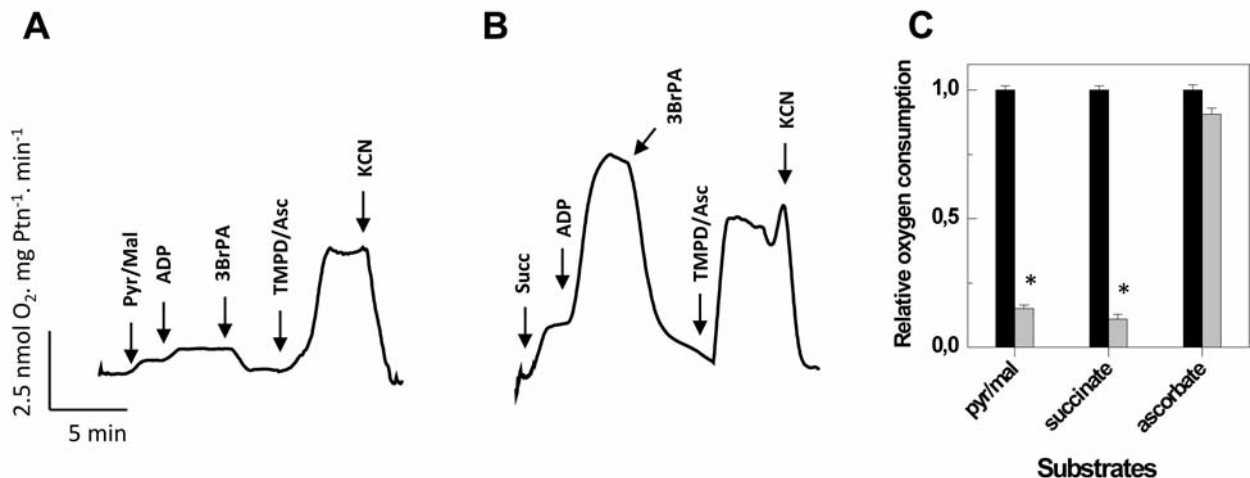 A
2.5 nmol O₂. mg Ptn⁻¹. min⁻¹
5 min
Pyr/Mal
ADP
3BrPA
TMPD/Asc
KCN
B
Succ
ADP
3BrPA
TMPD/Asc
KCN
C
Relative oxygen consumption
1,0
0,5
0,0
*
*
pyr/mal
succinate
ascorbate
Substrates